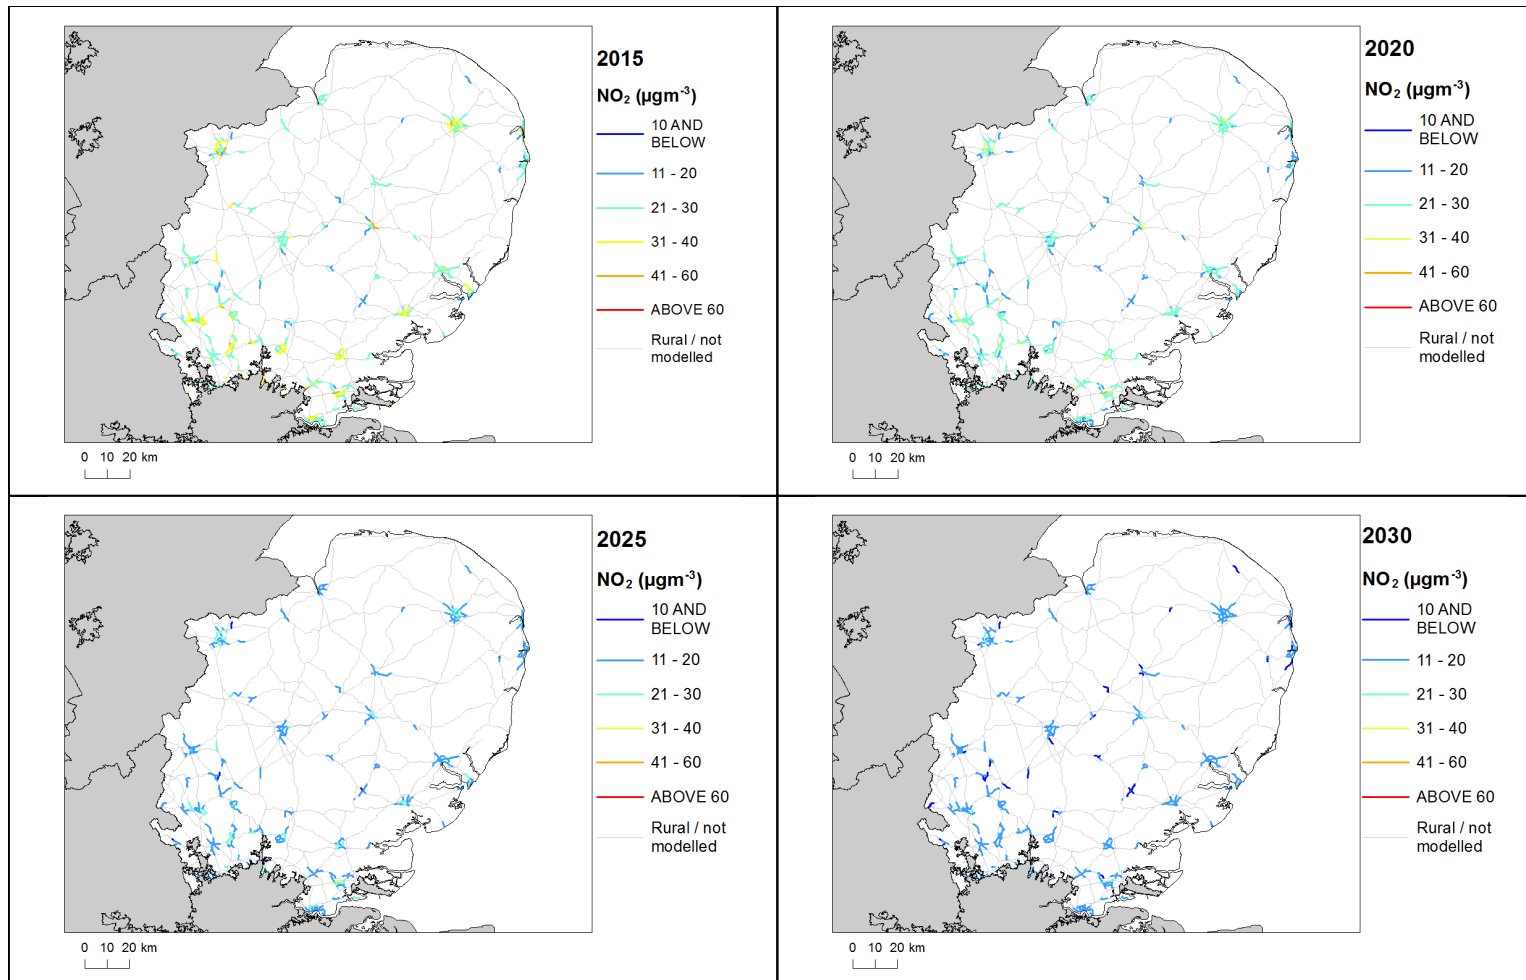 2015
NO₂ (µgm⁻³)
10 AND
BELOW
11 - 20
21 - 30
31 - 40
41 - 60
ABOVE 60
Rural / not
modelled
0 10 20 km
2020
NO₂ (µgm⁻³)
10 AND
BELOW
11 - 20
21 - 30
31 - 40
41 - 60
ABOVE 60
Rural / not
modelled
0 10 20 km
2025
NO₂ (µgm⁻³)
10 AND
BELOW
11 - 20
21 - 30
31 - 40
41 - 60
ABOVE 60
Rural / not
modelled
0 10 20 km
2030
NO₂ (µgm⁻³)
10 AND
BELOW
11 - 20
21 - 30
31 - 40
41 - 60
ABOVE 60
Rural / not
modelled
0 10 20 km